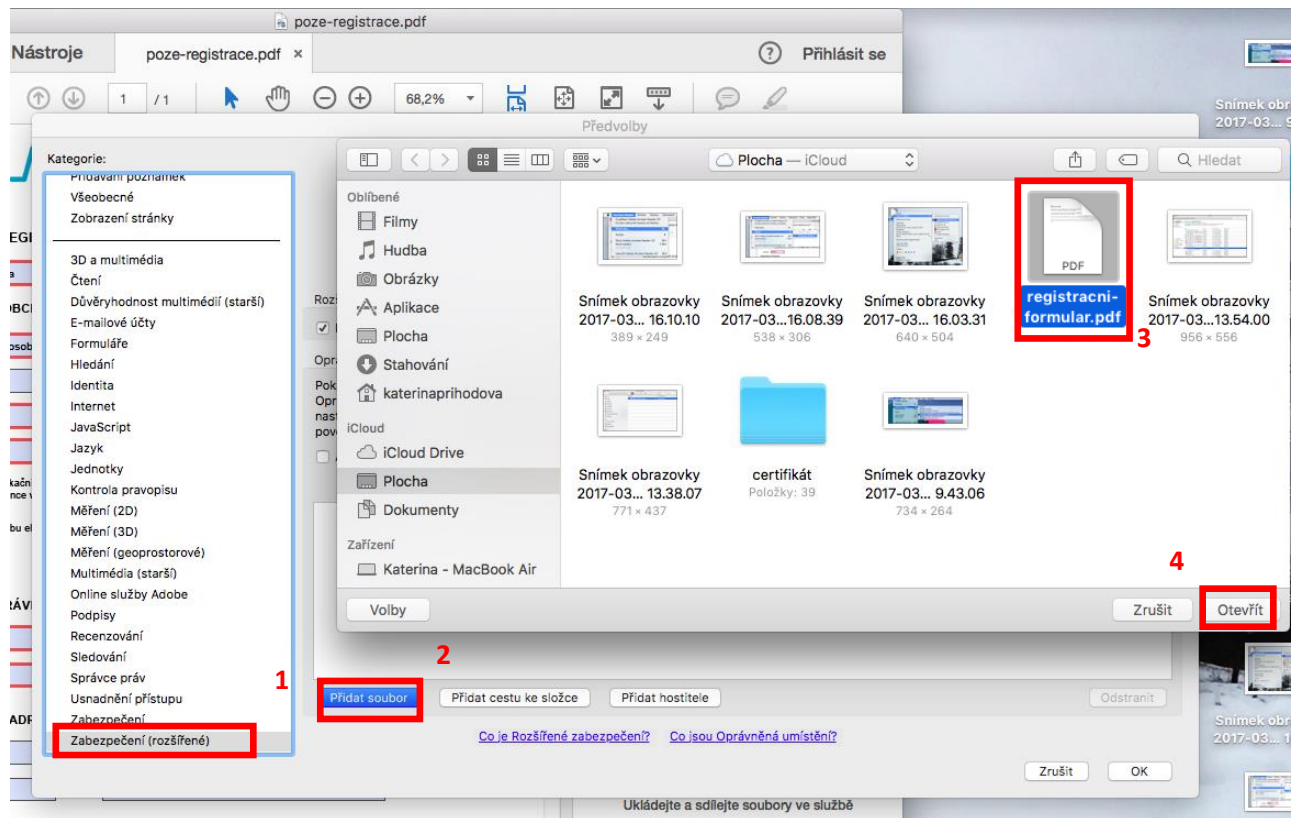 poze-registrace.pdf
Nástroje
poze-registrace.pdf ×
Přihlásit se
1 / 1
68,2%
Předvolby
Kategorie:
Přidávání poznámek
Všeobecné
Zobrazení stránky
3D a multimédia
Čtení
Důvěryhodnost multimédií (starší)
E-mailové účty
Formuláře
Hledání
Identita
Internet
JavaScript
Jazyk
Jednotky
Kontrola pravopisu
Měření (2D)
Měření (3D)
Měření (geoprostorové)
Multimédia (starší)
Online služby Adobe
Podpisy
Recenzování
Sledování
Správce práv
Usnadnění přístupu
Zabezpečení
Zabezpečení (rozšířené)
1
Plocha — iCloud
Hledat
Oblíbené
Filmy
Hudba
Obrázky
Aplikace
Plocha
Stahování
katerinaprihodova
iCloud
iCloud Drive
Plocha
Dokumenty
Zařízení
Katerina - MacBook Air
Snímek obrazovky
2017-03... 16.10.10
389 × 249
Snímek obrazovky
2017-03...16.08.39
538 × 306
Snímek obrazovky
2017-03... 16.03.31
640 × 504
PDF
registracni-
formular.pdf
3
Snímek obrazovky
2017-03...13.54.00
956 × 556
Snímek obrazovky
2017-03... 13.38.07
771 × 437
certifikát
Položky: 39
Snímek obrazovky
2017-03... 9.43.06
734 × 264
4
Volby
Zrušit
Otevřít
2
Přidat soubor
Přidat cestu ke složce
Přidat hostitele
Odstranit
Co je Rozšířené zabezpečení?
Co jsou Oprávněná umístění?
Zrušit
OK
Ukládejte a sdílejte soubory ve službě